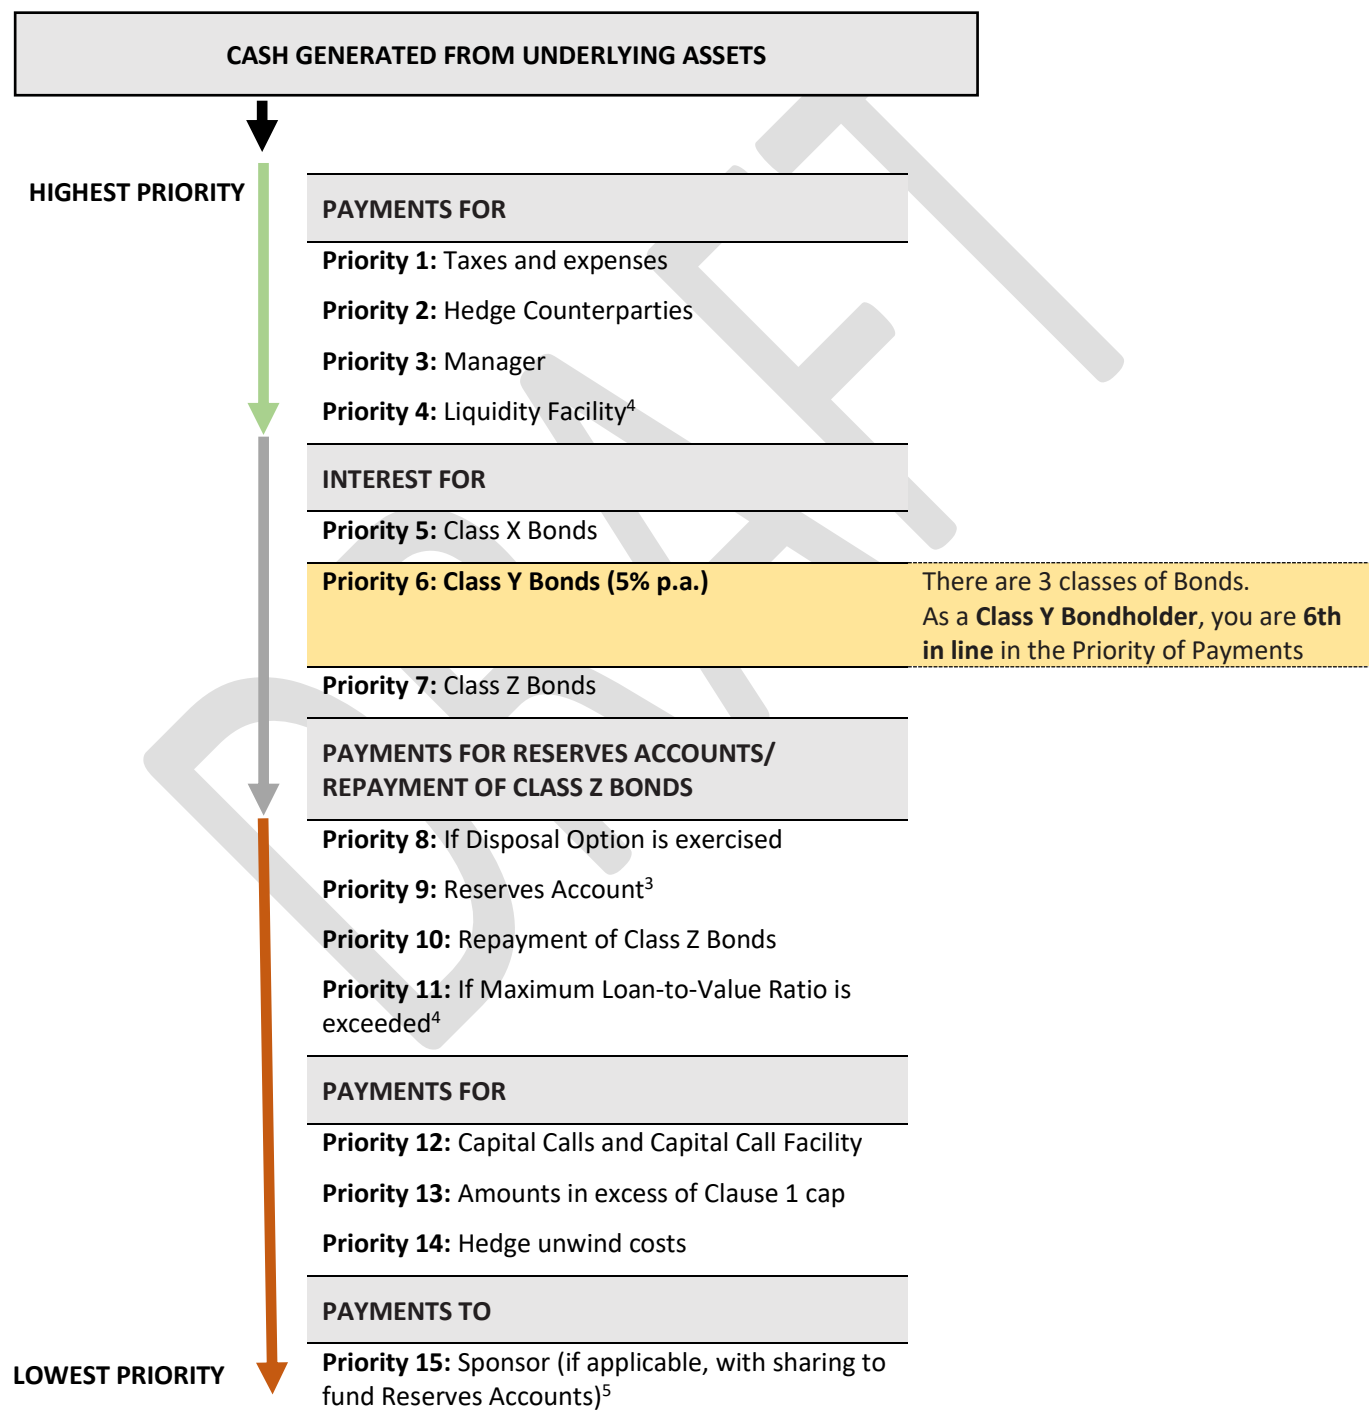 CASH GENERATED FROM UNDERLYING ASSETS
HIGHEST PRIORITY
PAYMENTS FOR
Priority 1: Taxes and expenses
Priority 2: Hedge Counterparties
Priority 3: Manager
Priority 4: Liquidity Facility4
INTEREST FOR
Priority 5: Class X Bonds
Priority 6: Class Y Bonds (5% p.a.)
There are 3 classes of Bonds.
As a Class Y Bondholder, you are 6th
in line in the Priority of Payments
Priority 7: Class Z Bonds
PAYMENTS FOR RESERVES ACCOUNTS/
REPAYMENT OF CLASS Z BONDS
Priority 8: If Disposal Option is exercised
Priority 9: Reserves Account3
Priority 10: Repayment of Class Z Bonds
Priority 11: If Maximum Loan-to-Value Ratio is
exceeded4
PAYMENTS FOR
Priority 12: Capital Calls and Capital Call Facility
Priority 13: Amounts in excess of Clause 1 cap
Priority 14: Hedge unwind costs
PAYMENTS TO
LOWEST PRIORITY
Priority 15: Sponsor (if applicable, with sharing to
fund Reserves Accounts)5
DRAFT